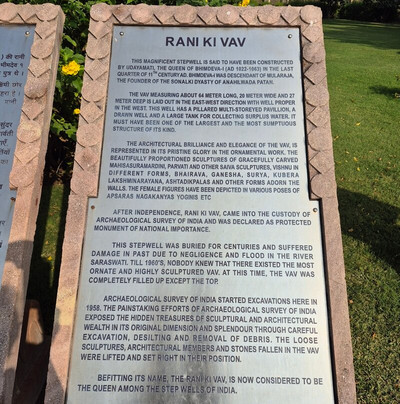 की) की
की रानी
RANI KI VAV
THIS MAGNIFICENT STEPWELL IS SAID TO HAVE BEEN CONSTRUCTED
BY UDAYAMATI, THE QUEEN OF BHIMDEVA-I (AD 1022-1063) IN THE LAST
QUARTER OF 11TH CENTURY AD. BHIMDEVA-I WAS DESCENDANT OF MULARAJA,
THE FOUNDER OF THE SONALKI DYASTY OF ANAHILWADA PATAN.
THE VAV MEASURING ABOUT 64 METER LONG, 20 METER WIDE AND 27
METER DEEP IS LAID OUT IN THE EAST-WEST DIRECTION WITH WELL PROPER
IN THE WEST. THIS WELL HAS A PILLARED MULTI-STOREYED PAVILLION, A
DRAWN WELL AND A LARGE TANK FOR COLLECTING SURPLUS WATER. IT
MUST HAVE BEEN ONE OF THE LARGEST AND THE MOST SUMPTUOUS
STRUCTURE OF ITS KIND.
THE ARCHITECTURAL BRILLIANCE AND ELEGANCE OF THE VAV, IS
REPRESENTED IN ITS PRISTINE GLORY IN THE ORNAMENTAL WORK. THE
BEAUTIFULLY PROPORTIONED SCULPTURES OF GRACEFULLY CARVED
MAHISASURAMARDINI, PARVATI AND OTHER SAIVA SCULPTURES, VISHNU IN
DIFFERENT FORMS, BHAIRAVA, GANESHA, SURYA, KUBERA
LAKSHMINARAYANA, ASHTADIKPALAS AND OTHER FORMS ADORN THE
WALLS. THE FEMALE FIGURES HAVE BEEN DEPICTED IN VARIOUS POSES OF
APSARAS NAGAKANYAS YOGINIS ETC
AFTER INDEPENDENCE, RANI KI VAV, CAME INTO THE CUSTODY OF
ARCHAEOLOGICAL SURVEY OF INDIA AND WAS DECLARED AS PROTECTED
MONUMENT OF NATIONAL IMPORTANCE.
THIS STEPWELL WAS BURIED FOR CENTURIES AND SUFFERED
DAMAGE IN PAST DUE TO NEGLIGENCE AND FLOOD IN THE RIVER
SARASWATI. TILL 1960'S, NOBODY KNEW THAT THERE EXISTED THE MOST
ORNATE AND HIGHLY SCULPTURED VAV. AT THIS TIME, THE VAV WAS
COMPLETELY FILLED UP EXCEPT THE TOP.
ARCHAEOLOGICAL SURVEY OF INDIA STARTED EXCAVATIONS HERE IN
1958. THE PAINSTAKING EFFORTS OF ARCHAEOLOGICAL SURVEY OF INDIA
EXPOSED THE HIDDEN TREASURES OF SCULPTURAL AND ARCHITECTURAL
WEALTH IN ITS ORIGINAL DIMENSION AND SPLENDOUR THROUGH CAREFUL
EXCAVATION, DESILTING AND REMOVAL OF DEBRIS. THE LOOSE
SCULPTURES, ARCHITECTURAL MEMBERS AND STONES FALLEN IN THE VAV
WERE LIFTED AND SET RIGHT IN THEIR POSITION.
BEFITTING ITS NAME, THE RANI KI VAV, IS NOW CONSIDERED TO BE
THE QUEEN AMONG THE STEP WELLS OF INDIA.